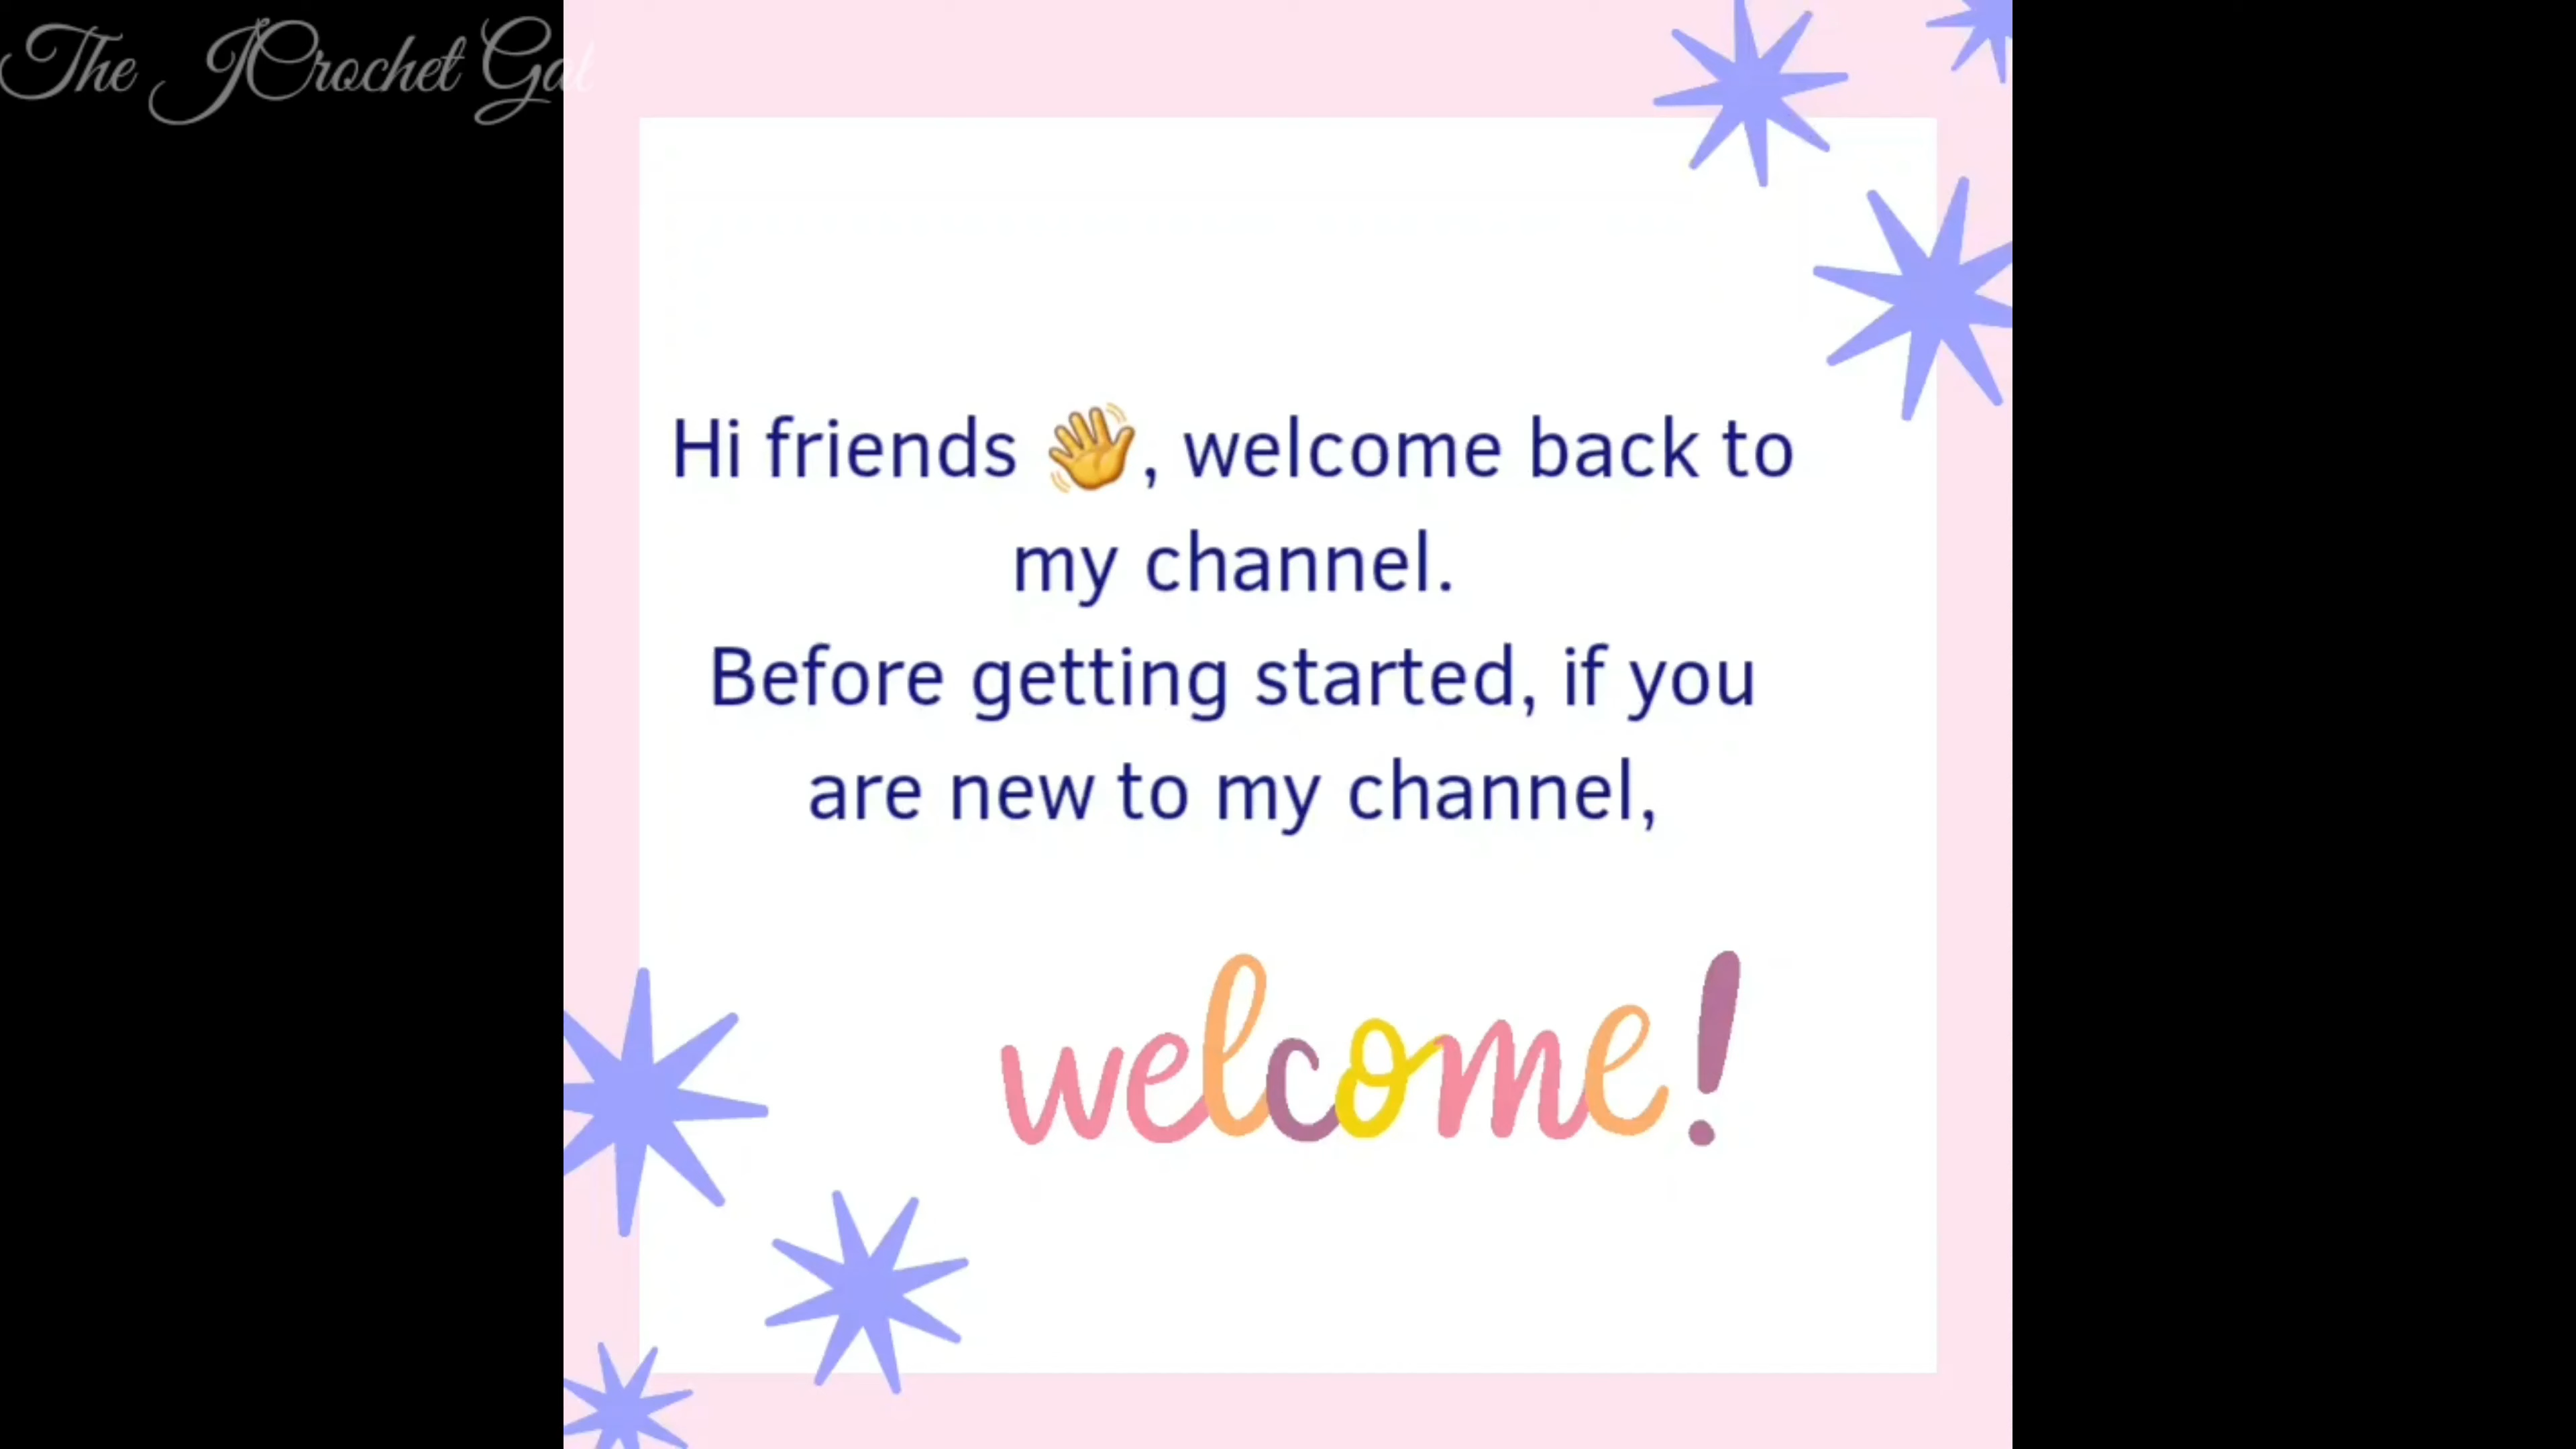 The JCrochet Gal
Hi friends 👋, welcome back to
my channel.
Before getting started, if you
are new to my channel,
welcome!